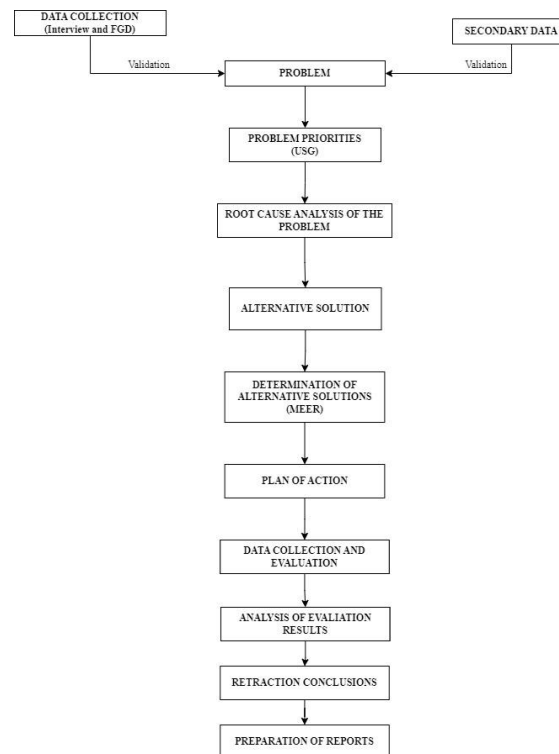 DATA COLLECTION
(Interview and FGD)
SECONDARY DATA
Validation
Validation
PROBLEM
PROBLEM PRIORITIES
(USG)
ROOT CAUSE ANALYSIS OF THE
PROBLEM
ALTERNATIVE SOLUTION
DETERMINATION OF
ALTERNATIVE SOLUTIONS
(MEER)
PLAN OF ACTION
DATA COLLECTION AND
EVALUATION
ANALYSIS OF EVALIATION
RESULTS
RETRACTION CONCLUSIONS
PREPARATION OF REPORTS